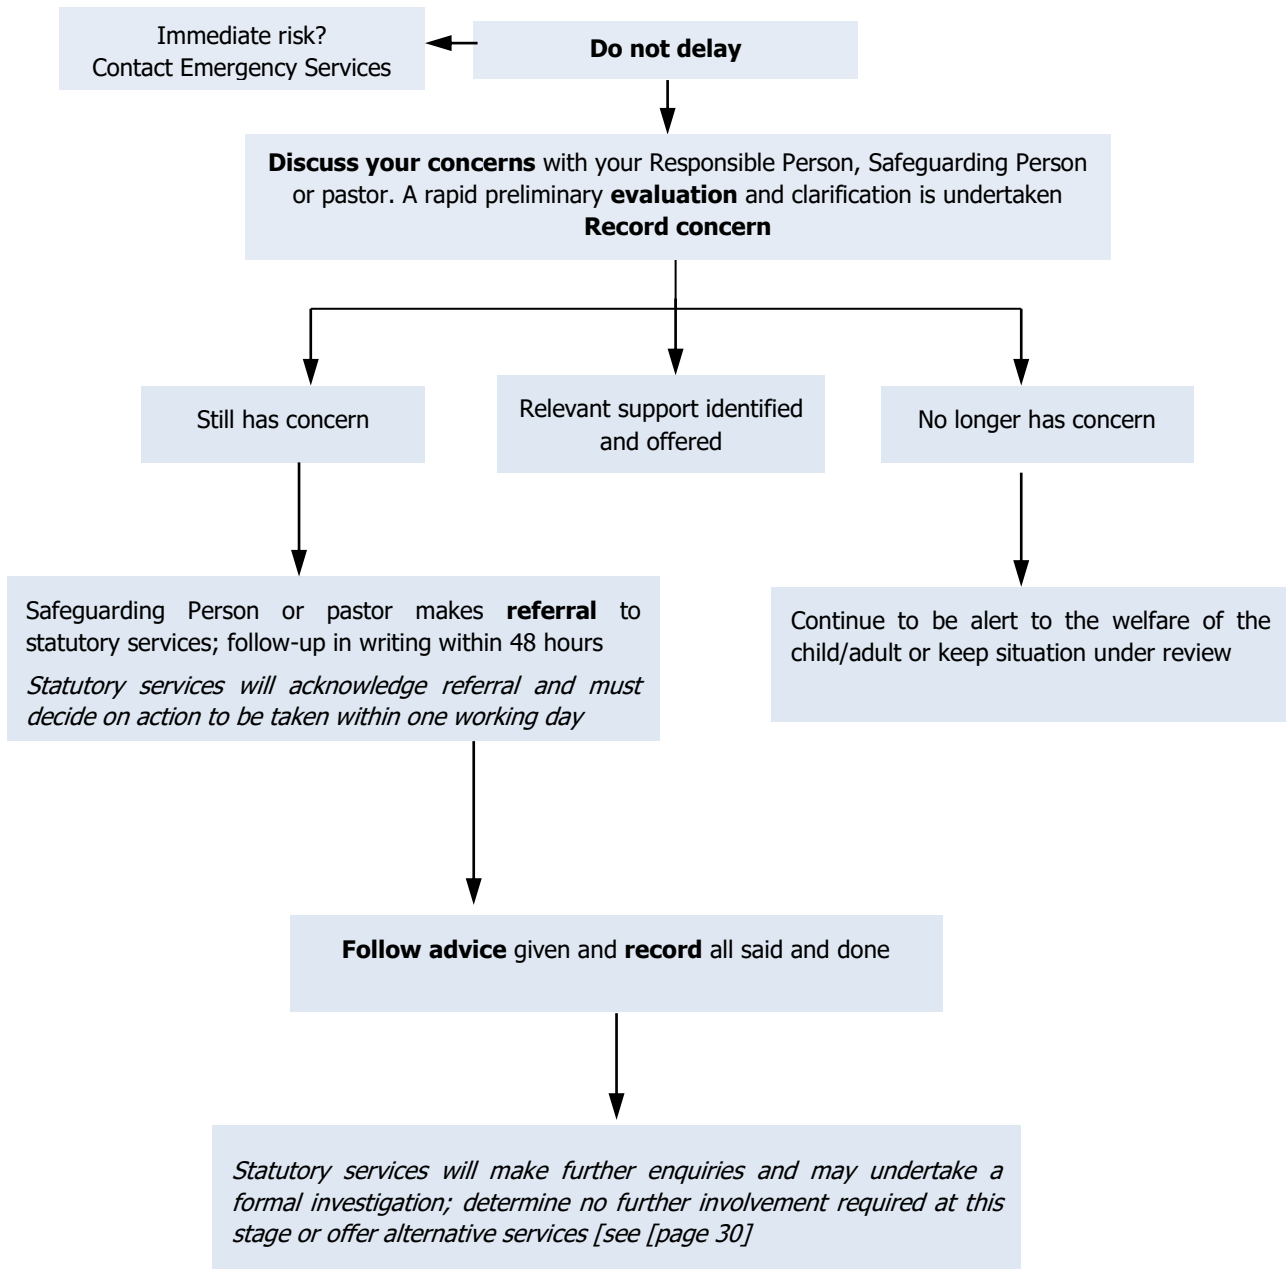 Immediate risk?
Contact Emergency Services
Do not delay
Discuss your concerns with your Responsible Person, Safeguarding Person
or pastor. A rapid preliminary evaluation and clarification is undertaken
Record concern
Still has concern
Relevant support identified
and offered
No longer has concern
Safeguarding Person or pastor makes referral to
statutory services; follow-up in writing within 48 hours
Statutory services will acknowledge referral and must
decide on action to be taken within one working day
Continue to be alert to the welfare of the
child/adult or keep situation under review
Follow advice given and record all said and done
Statutory services will make further enquiries and may undertake a
formal investigation; determine no further involvement required at this
stage or offer alternative services [see [page 30]